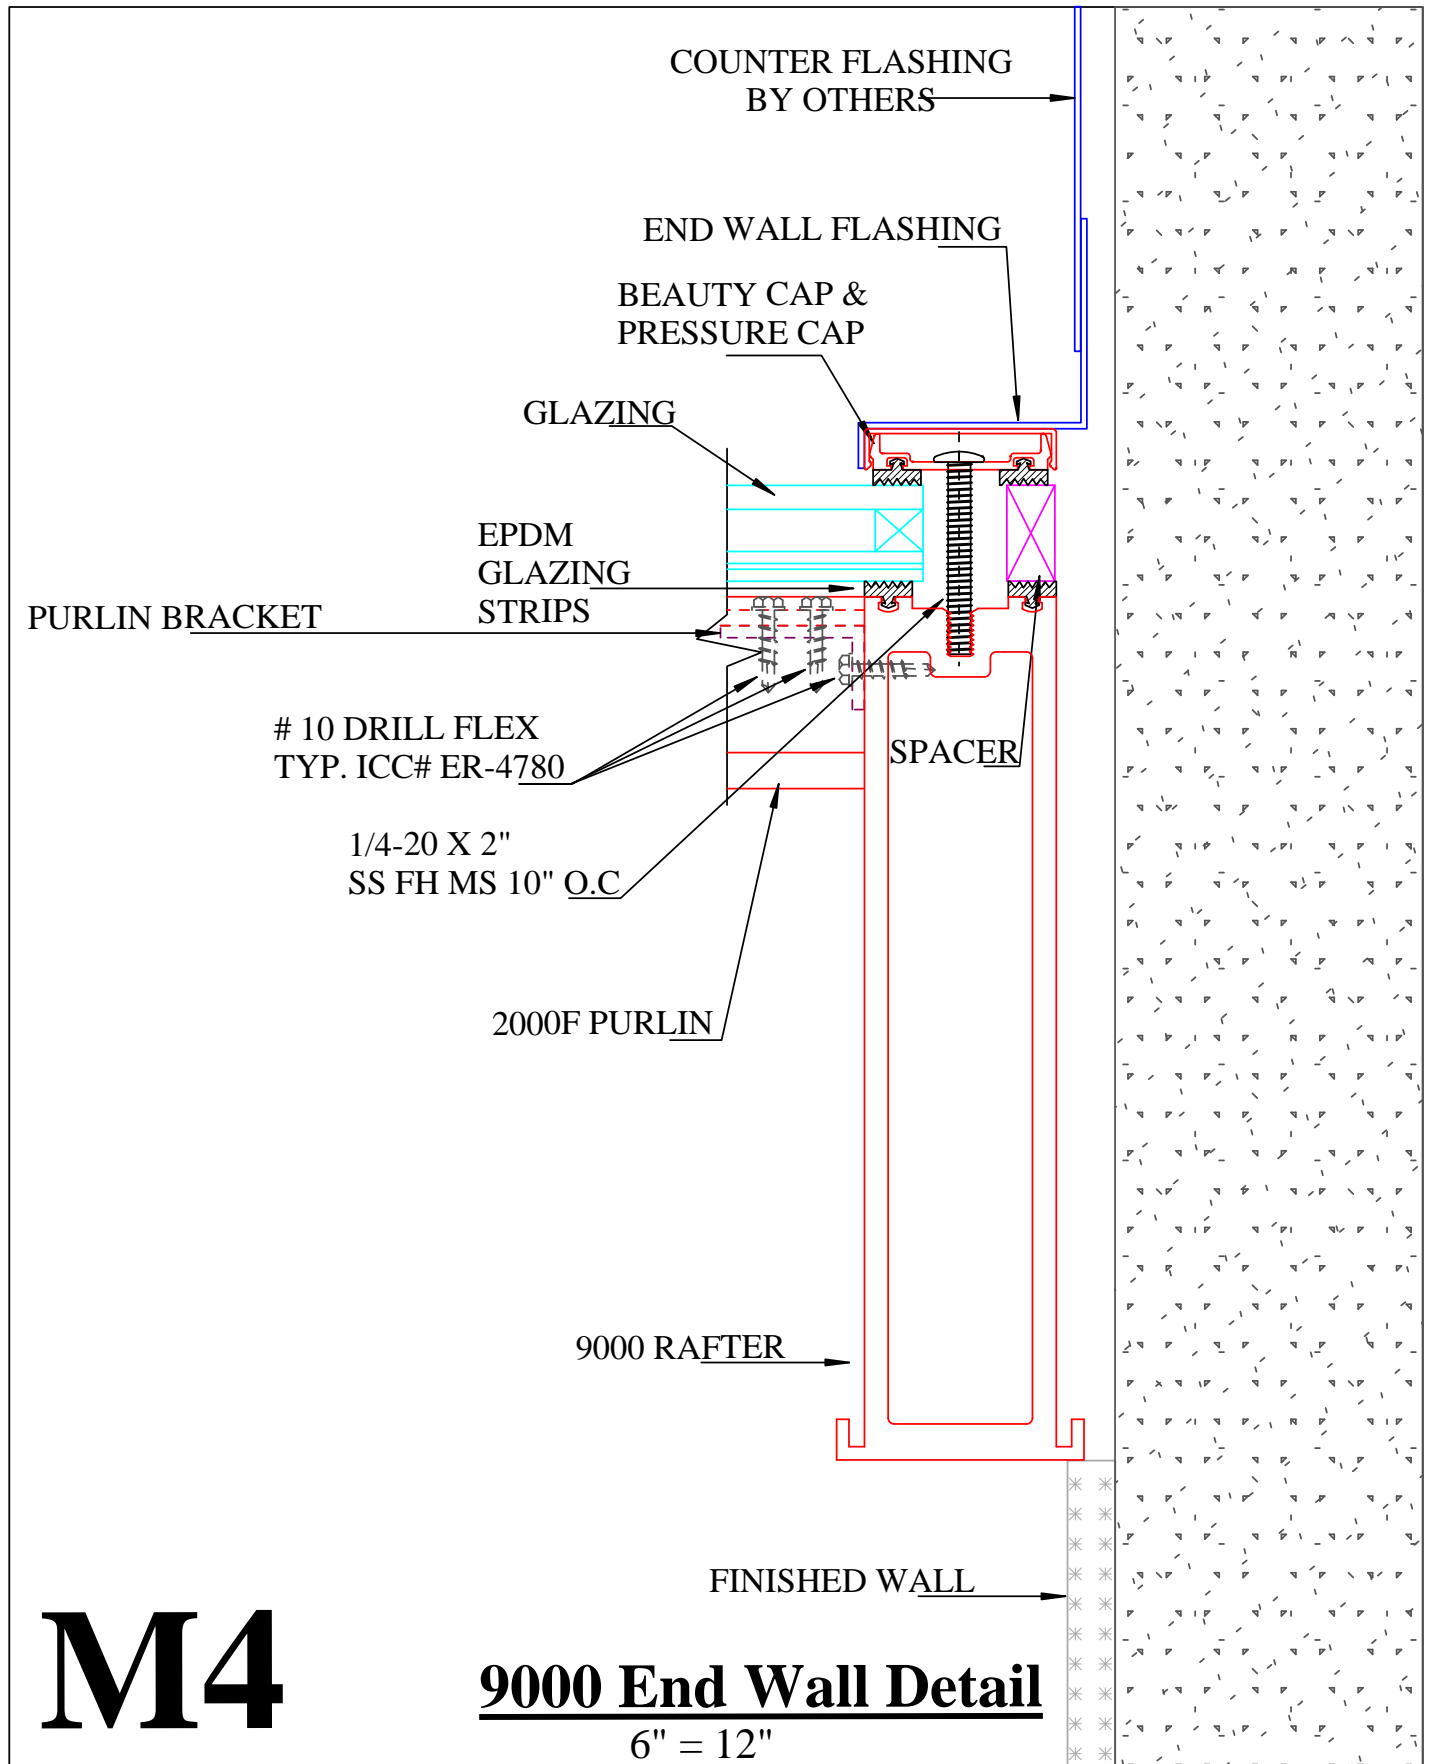 COUNTER FLASHING
BY OTHERS
END WALL FLASHING
BEAUTY CAP &
PRESSURE CAP
GLAZING
EPDM
GLAZING
STRIPS
PURLIN BRACKET
# 10 DRILL FLEX
TYP. ICC# ER-4780
SPACER
1/4-20 X 2"
SS FH MS 10" O.C
2000F PURLIN
9000 RAFTER
FINISHED WALL
M4
9000 End Wall Detail
6" = 12"